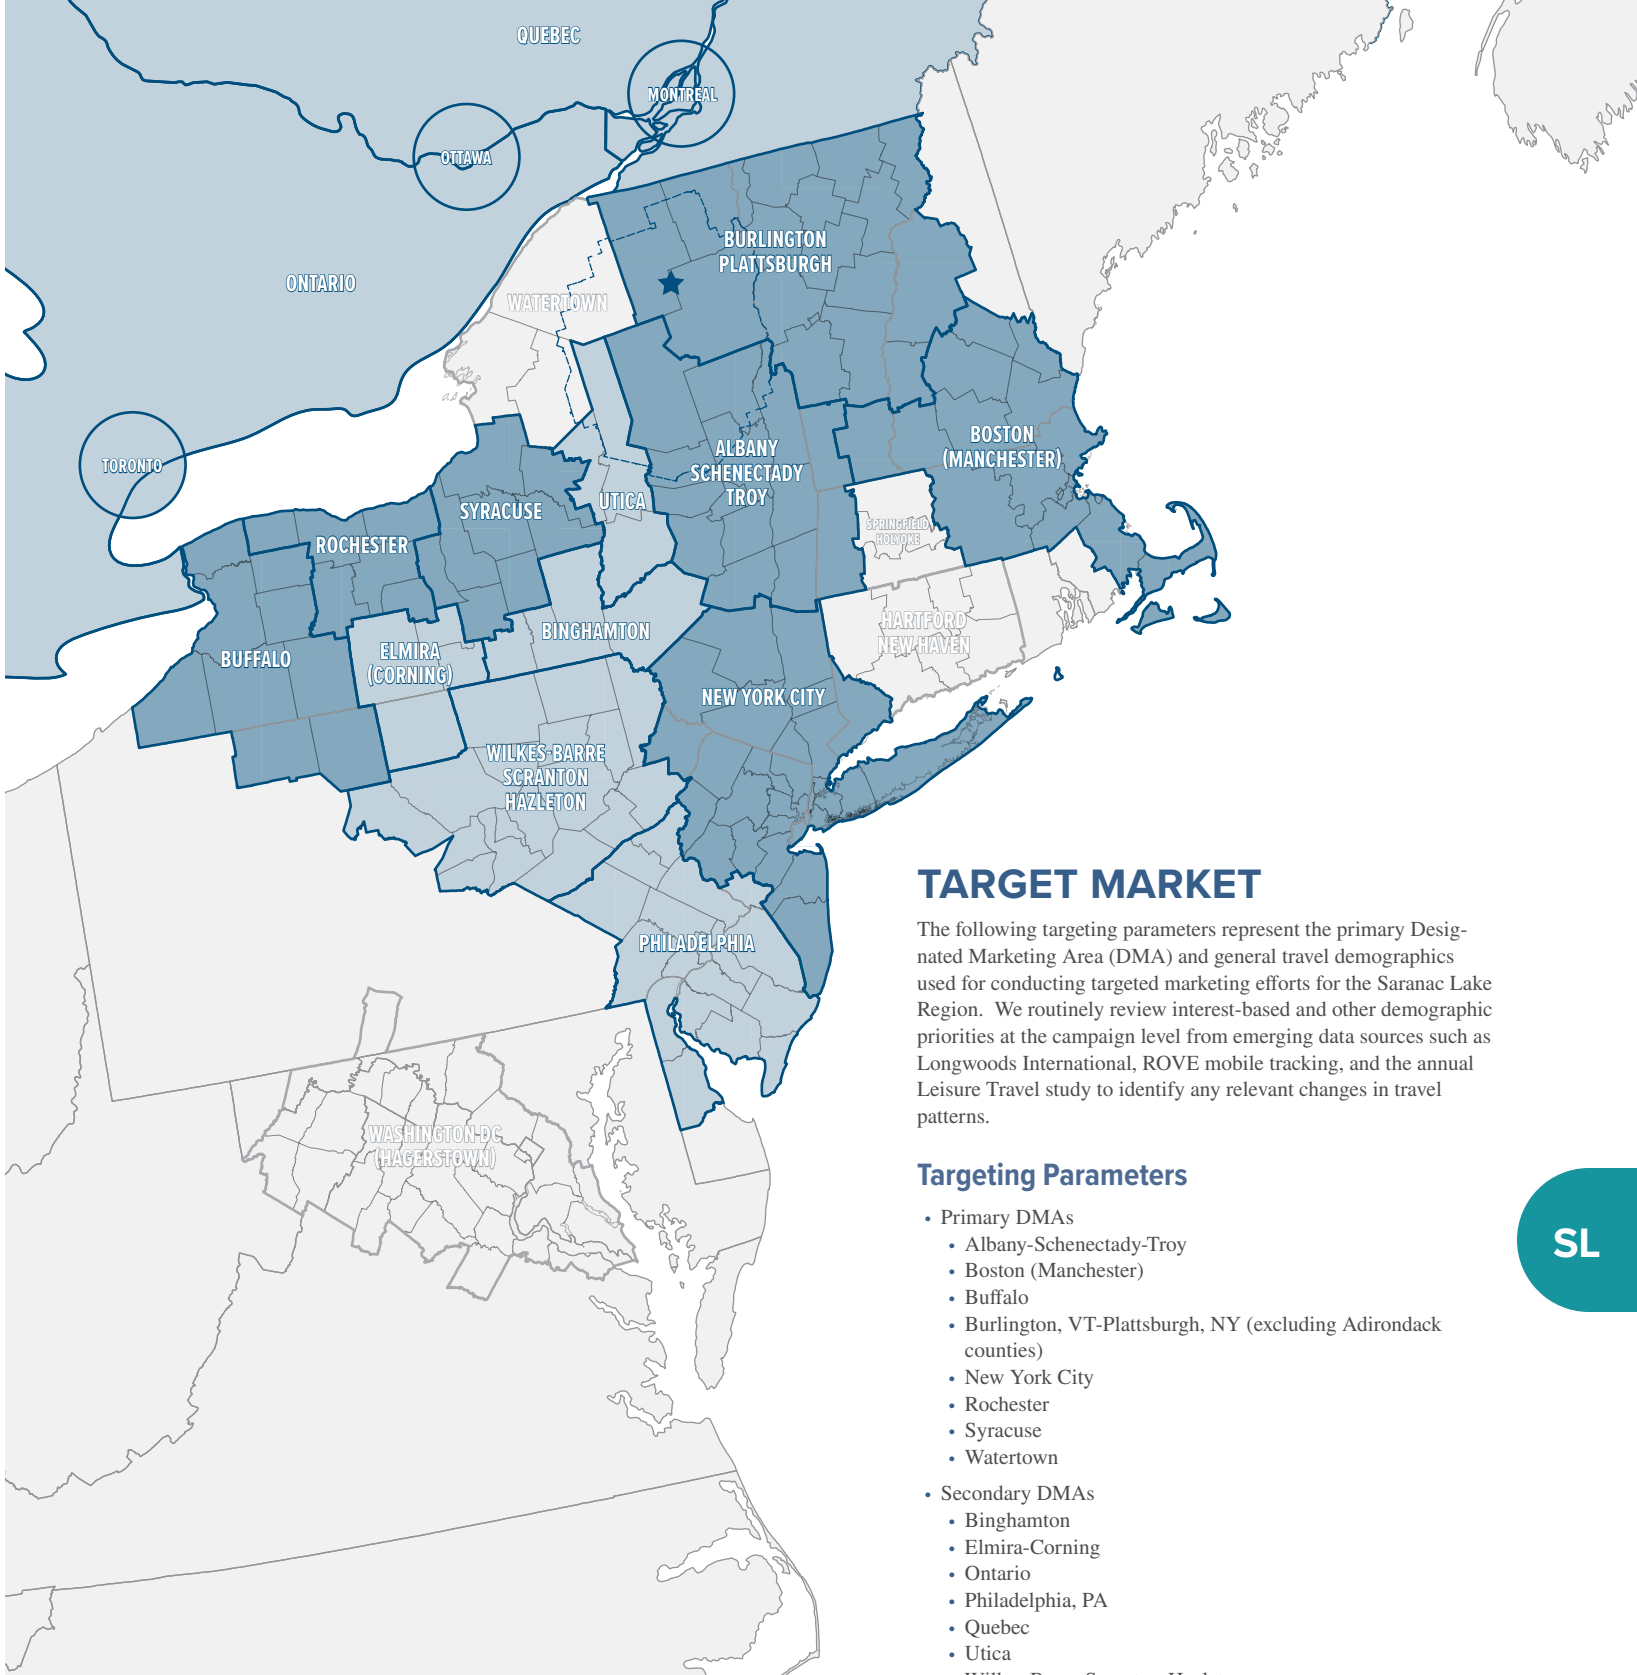 QUEBEC
MONTREAL
OTTAWA
BURLINGTON
PLATTSBURGH
ONTARIO
WATERTOWN
TORONTO
BOSTON
(MANCHESTER)
ALBANY
SCHENECTADY
TROY
UTICA
SYRACUSE
SPRINGFIELD
HOLYOKE
ROCHESTER
HARTFORD
NEW HAVEN
BINGHAMTON
ELMIRA
(CORNING)
BUFFALO
NEW YORK CITY
WILKES-BARRE
SCRANTON
HAZLETON
PHILADELPHIA
WASHINGTON DC
(HAGERSTOWN)
TARGET MARKET
The following targeting parameters represent the primary Desig-
nated Marketing Area (DMA) and general travel demographics
used for conducting targeted marketing efforts for the Saranac Lake
Region.  We routinely review interest-based and other demographic
priorities at the campaign level from emerging data sources such as
Longwoods International, ROVE mobile tracking, and the annual
Leisure Travel study to identify any relevant changes in travel
patterns.
Targeting Parameters
• Primary DMAs
• Albany-Schenectady-Troy
• Boston (Manchester)
• Buffalo
• Burlington, VT-Plattsburgh, NY (excluding Adirondack
counties)
• New York City
• Rochester
• Syracuse
• Watertown
• Secondary DMAs
• Binghamton
• Elmira-Corning
• Ontario
• Philadelphia, PA
• Quebec
• Utica
SL